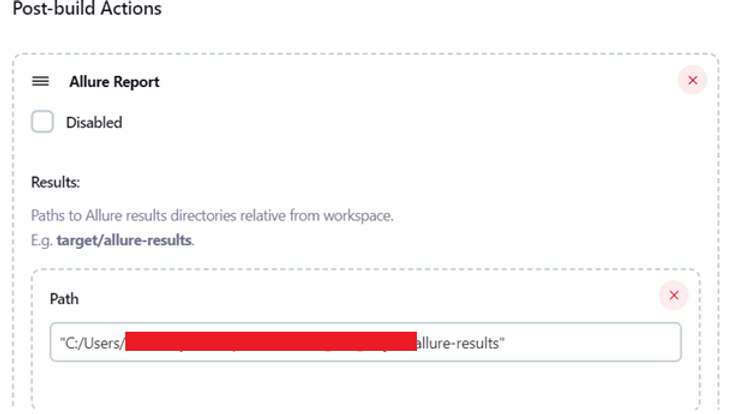 Post-build Actions
Allure Report
Disabled
Results:
Paths to Allure results directories relative from workspace.
E.g. target/allure-results.
Path
"C:/Users/ allure-results"